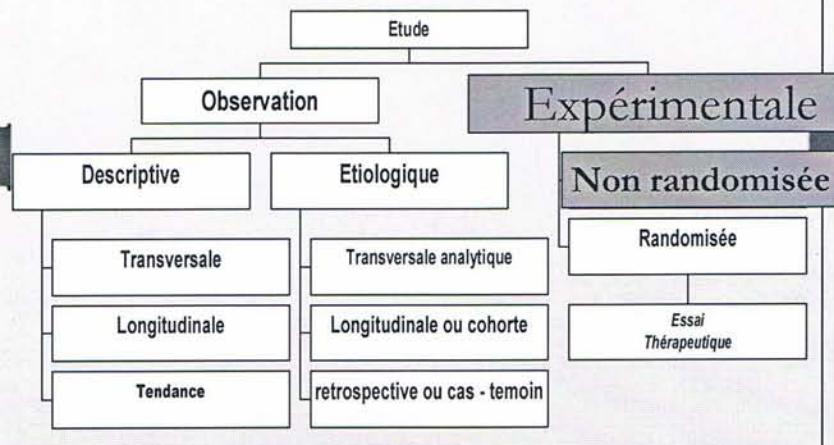 Etude
Observation
Expérimentale
Descriptive
Etiologique
Non randomisée
Transversale
Longitudinale
Tendance
Transversale analytique
Longitudinale ou cohorte
retrospective ou cas - temoin
Randomisée
Essai
Thérapeutique